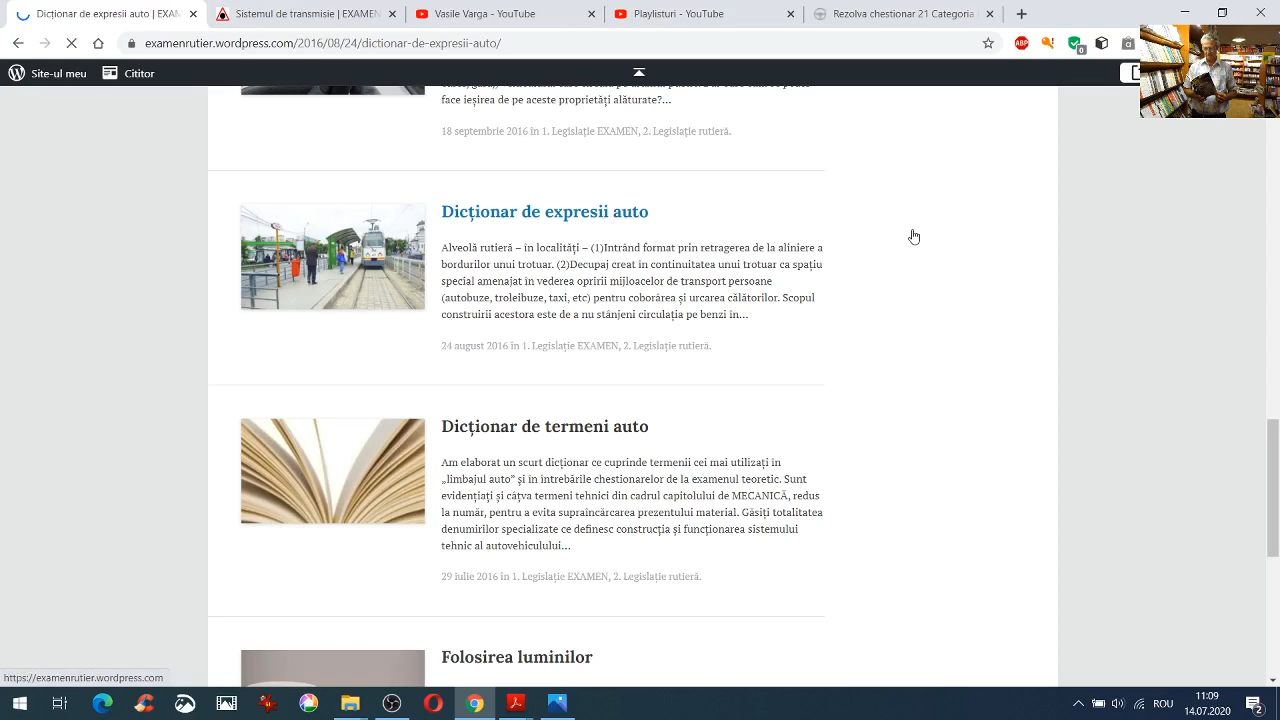 Dicționar de expresii auto | EXAM
Sistemul de transmisie | EXAMEN
Vasile Varga - YouTube
Playlisturi - YouTube
Rezolva chestionar 21 Categoria
examenrutier.wordpress.com/2016/08/24/dictionar-de-expresii-auto/
ABP
0
Site-ul meu
Cititor
face ieșirea de pe aceste proprietăți alăturate?…
18 septembrie 2016 în 1. Legislație EXAMEN, 2. Legislație rutieră.
Dicționar de expresii auto
Alveolă rutieră – în localități – (1)Intrând format prin retragerea de la aliniere a
bordurilor unui trotuar. (2)Decupaj creat în continuitatea unui trotuar ca spațiu
special amenajat în vederea opririi mijloacelor de transport persoane
(autobuze, troleibuze, taxi, etc) pentru coborârea și urcarea călătorilor. Scopul
construirii acestora este de a nu stânjeni circulația pe benzi în…
24 august 2016 în 1. Legislație EXAMEN, 2. Legislație rutieră.
Dicționar de termeni auto
Am elaborat un scurt dicționar ce cuprinde termenii cei mai utilizați în
„limbajul auto” și în întrebările chestionarelor de la examenul teoretic. Sunt
evidențiați și câțva termeni tehnici din cadrul capitolului de MECANICĂ, redus
la număr, pentru a evita supraîncărcarea prezentului material. Găsiți totalitatea
denumirilor specializate ce definesc construcția și funcționarea sistemului
tehnic al autovehiculului…
29 iulie 2016 în 1. Legislație EXAMEN, 2. Legislație rutieră.
Folosirea luminilor
https://examenrutier.wordpress.com
ROU
11:09
14.07.2020
2